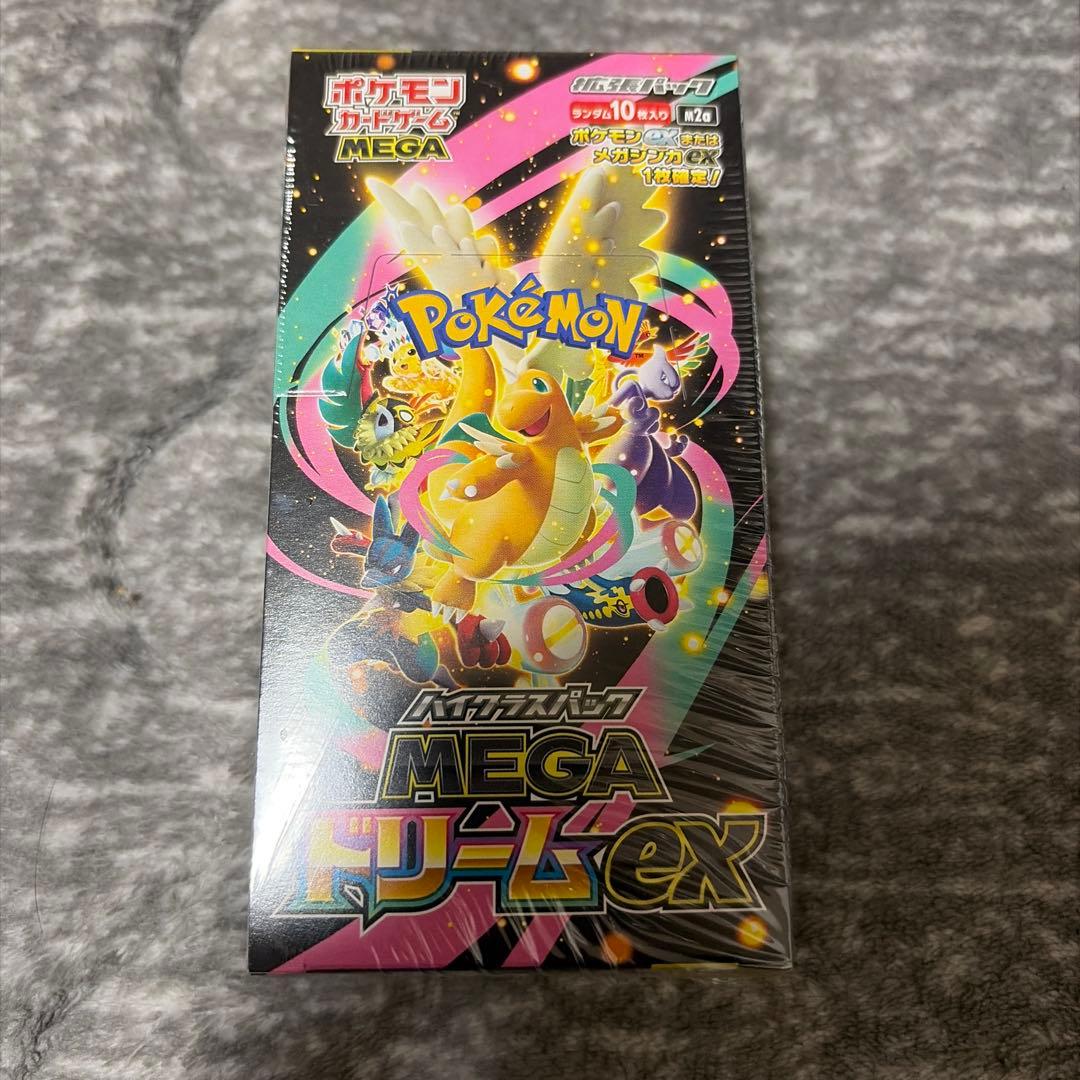 ポケモン
カードゲーム
MEGA
拡張パック
ランダム10枚入り M2a
ポケモンexまたは
メガシンカex
1枚確定!
POKéMON
TM
ハイクラスパック
MEGA
ドリームex